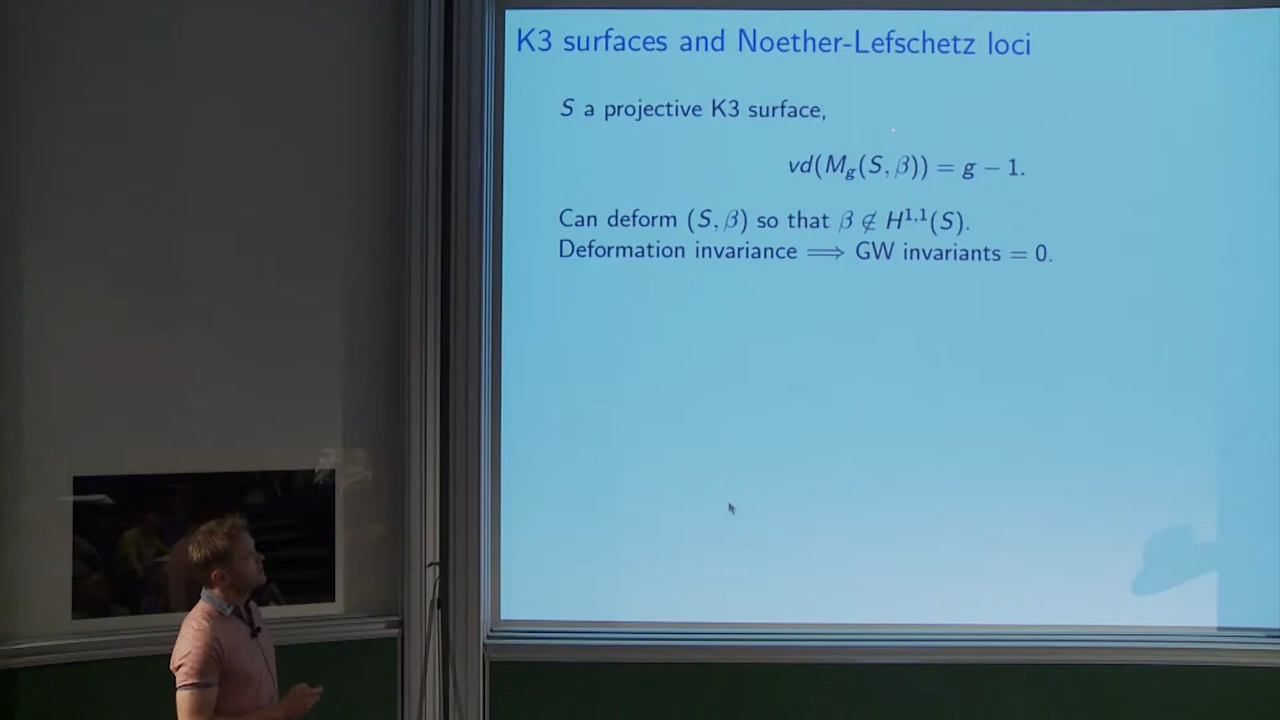 K3 surfaces and Noether-Lefschetz loci
S a projective K3 surface,
vd(M_g(S, β)) = g − 1.
Can deform (S, β) so that β ∉ H^{1,1}(S).
Deformation invariance ⟹ GW invariants = 0.